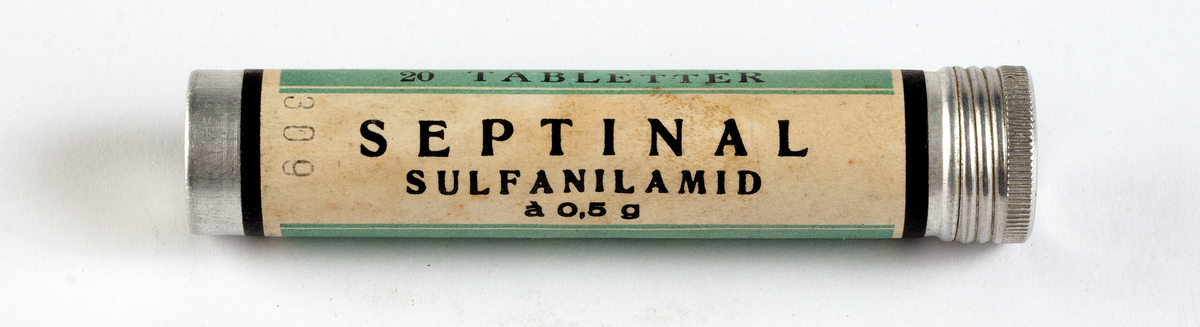 20 TABLETTER
SEPTINAL
SULFANILAMID
à 0,5 g
309